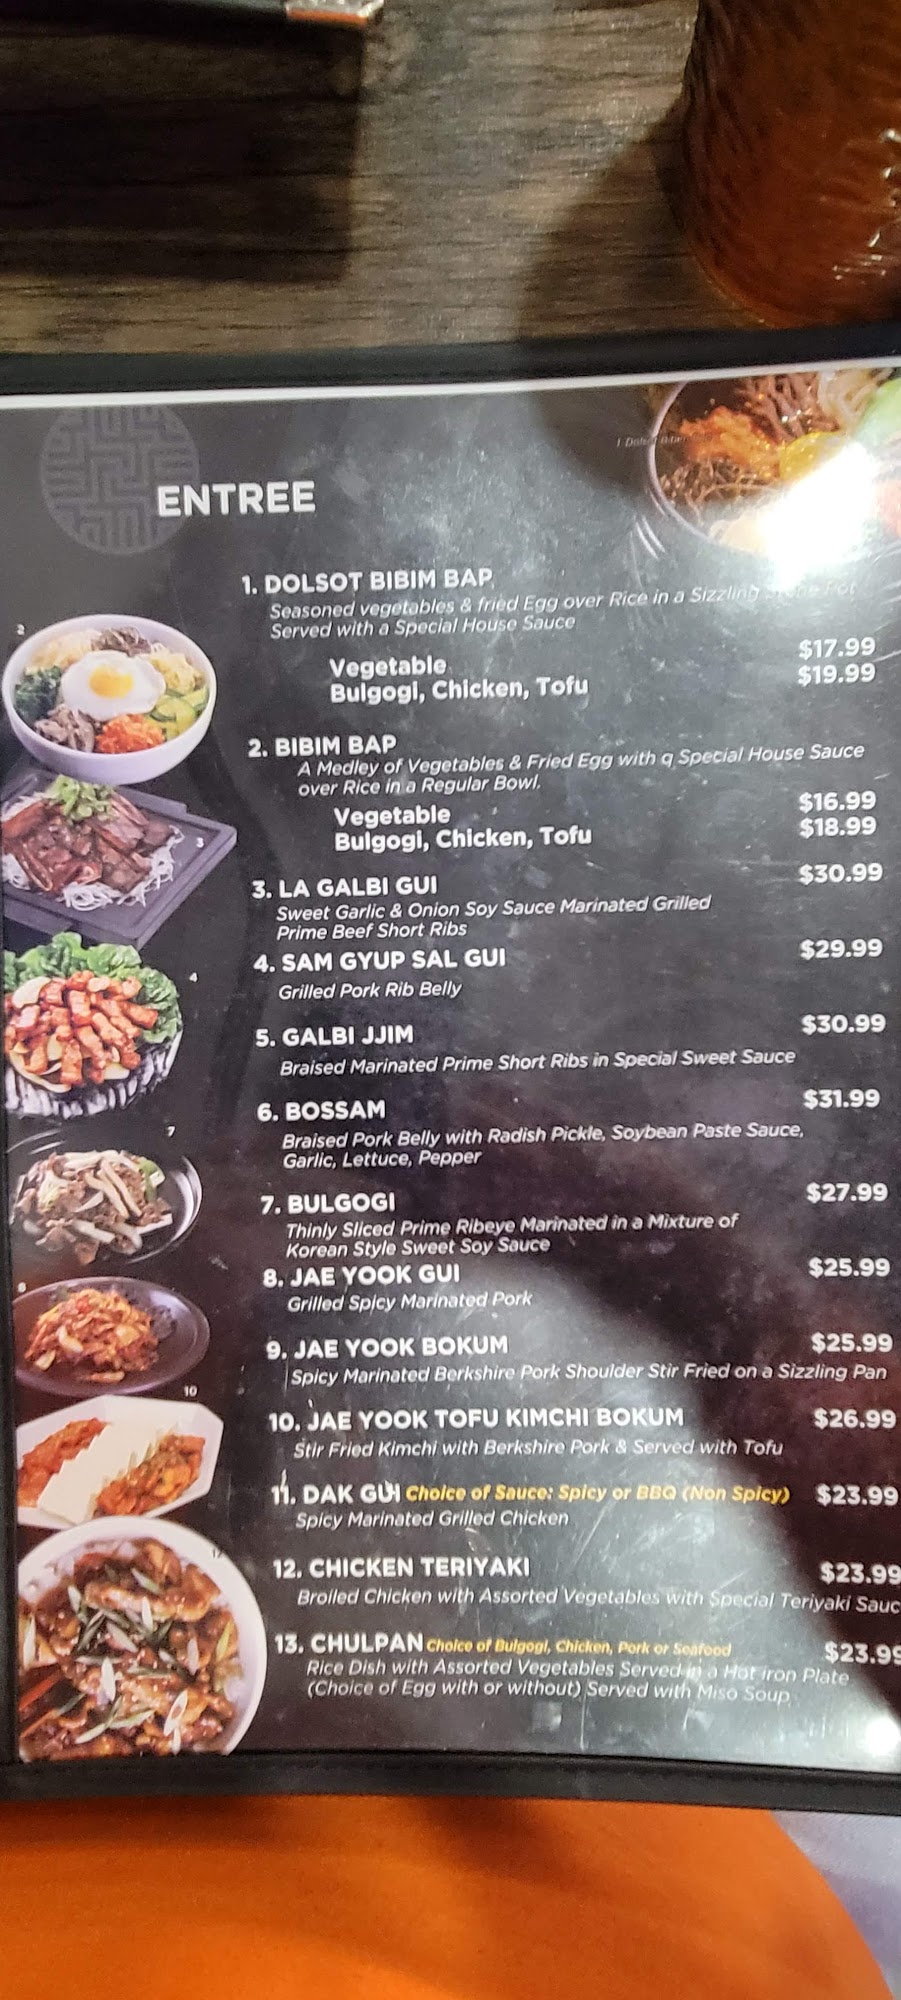 1 Dolsot Bibim
ENTREE
1. DOLSOT BIBIM BAP
Seasoned vegetables & fried Egg over Rice in a Sizzling Pot
Served with a Special House Sauce
Vegetable $17.99
Bulgogi, Chicken, Tofu $19.99
2
2. BIBIM BAP
A Medley of Vegetables & Fried Egg with q Special House Sauce
over Rice in a Regular Bowl.
Vegetable $16.99
Bulgogi, Chicken, Tofu $18.99
3
3. LA GALBI GUI $30.99
Sweet Garlic & Onion Soy Sauce Marinated Grilled
Prime Beef Short Ribs
4. SAM GYUP SAL GUI $29.99
4
Grilled Pork Rib Belly
5. GALBI JJIM $30.99
Braised Marinated Prime Short Ribs in Special Sweet Sauce
6. BOSSAM $31.99
7
Braised Pork Belly with Radish Pickle, Soybean Paste Sauce,
Garlic, Lettuce, Pepper
7. BULGOGI $27.99
Thinly Sliced Prime Ribeye Marinated in a Mixture of
Korean Style Sweet Soy Sauce
8. JAE YOOK GUI $25.99
Grilled Spicy Marinated Pork
9. JAE YOOK BOKUM $25.99
Spicy Marinated Berkshire Pork Shoulder Stir Fried on a Sizzling Pan
10
10. JAE YOOK TOFU KIMCHI BOKUM $26.99
Stir Fried Kimchi with Berkshire Pork & Served with Tofu
11. DAK GUI Choice of Sauce: Spicy or BBQ (Non Spicy) $23.99
Spicy Marinated Grilled Chicken
12. CHICKEN TERIYAKI $23.99
Broiled Chicken with Assorted Vegetables with Special Teriyaki Sauc
13. CHULPAN Choice of Bulgogi, Chicken, Pork or Seafood $23.99
Rice Dish with Assorted Vegetables Served in a Hot iron Plate
(Choice of Egg with or without) Served with Miso Soup